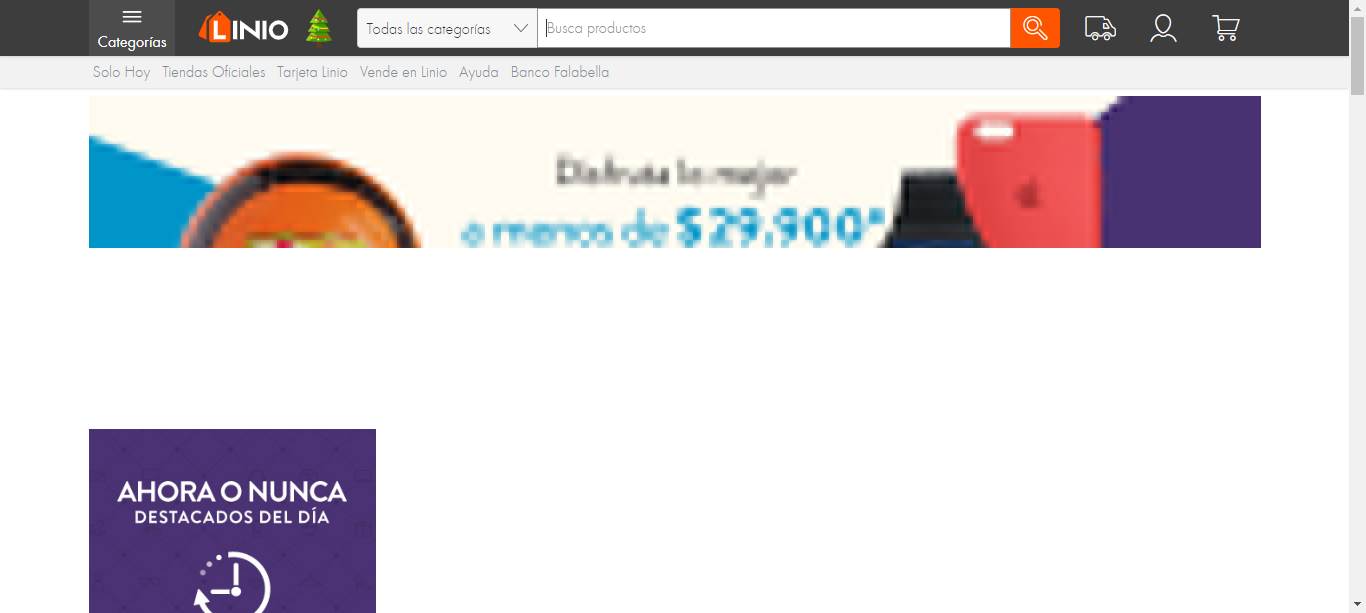 Categorías
LINIO
Todas las categorías
Busca productos
Solo Hoy Tiendas Oficiales Tarjeta Linio Vende en Linio Ayuda Banco Falabella
Disfruta lo mejor
a menos de $29.900*
AHORA O NUNCA
DESTACADOS DEL DÍA